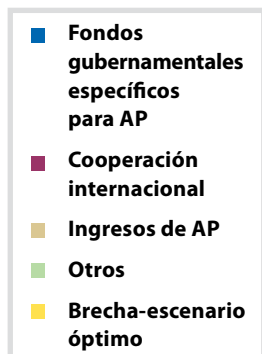 Fondos
gubernamentales
específicos
para AP
Cooperación
internacional
Ingresos de AP
Otros
Brecha-escenario
óptimo